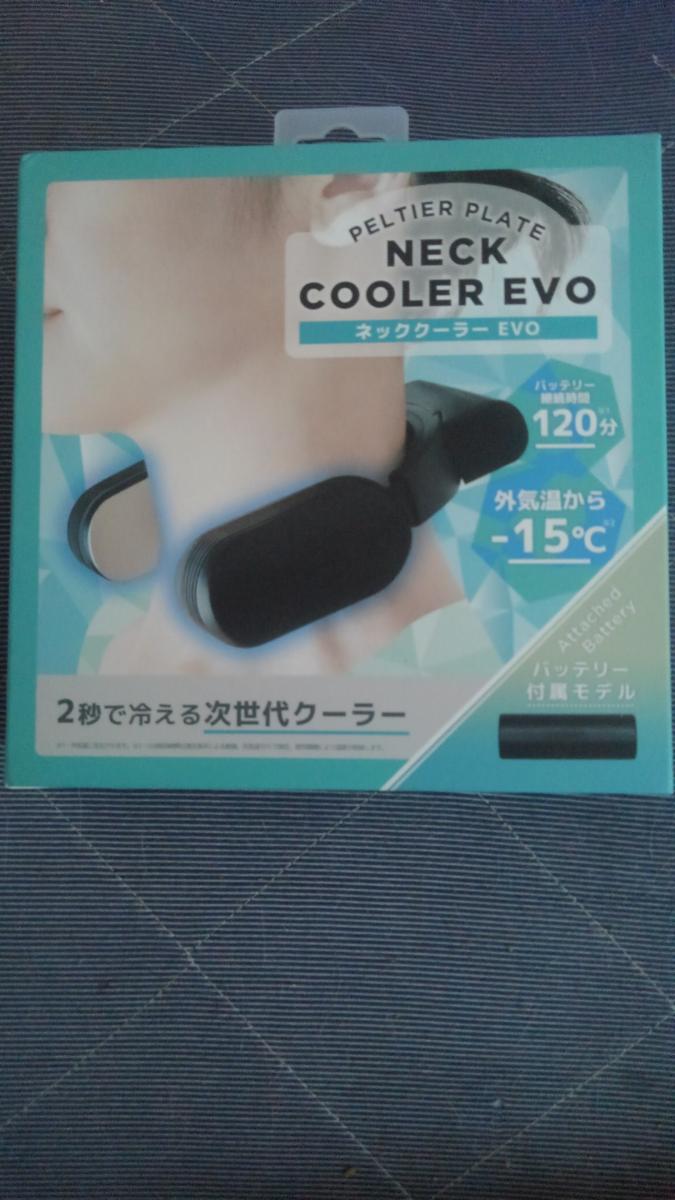 PELTIER PLATE
NECK
COOLER EVO
ネッククーラー EVO
バッテリー
継続時間
120分
外気温から
-15℃
Attached
Battery
バッテリー
付属モデル
2秒で冷える次世代クーラー